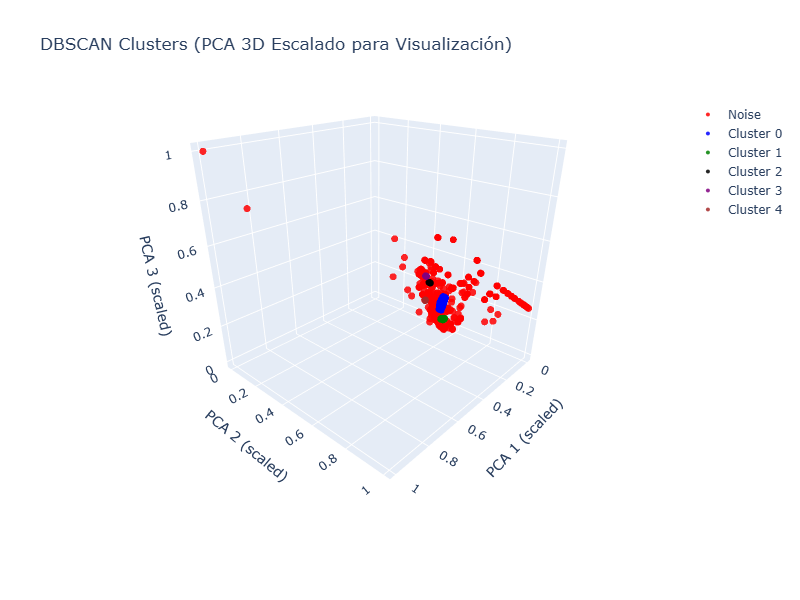 DBSCAN Clusters (PCA 3D Escalado para Visualización)
Noise
Cluster 0
Cluster 1
Cluster 2
Cluster 3
Cluster 4
1
0.8
0.6
0.4
0.2
0
PCA 3 (scaled)
0
0.2
0.4
0.6
0.8
1
PCA 2 (scaled)
0
0.2
0.4
0.6
0.8
1
PCA 1 (scaled)